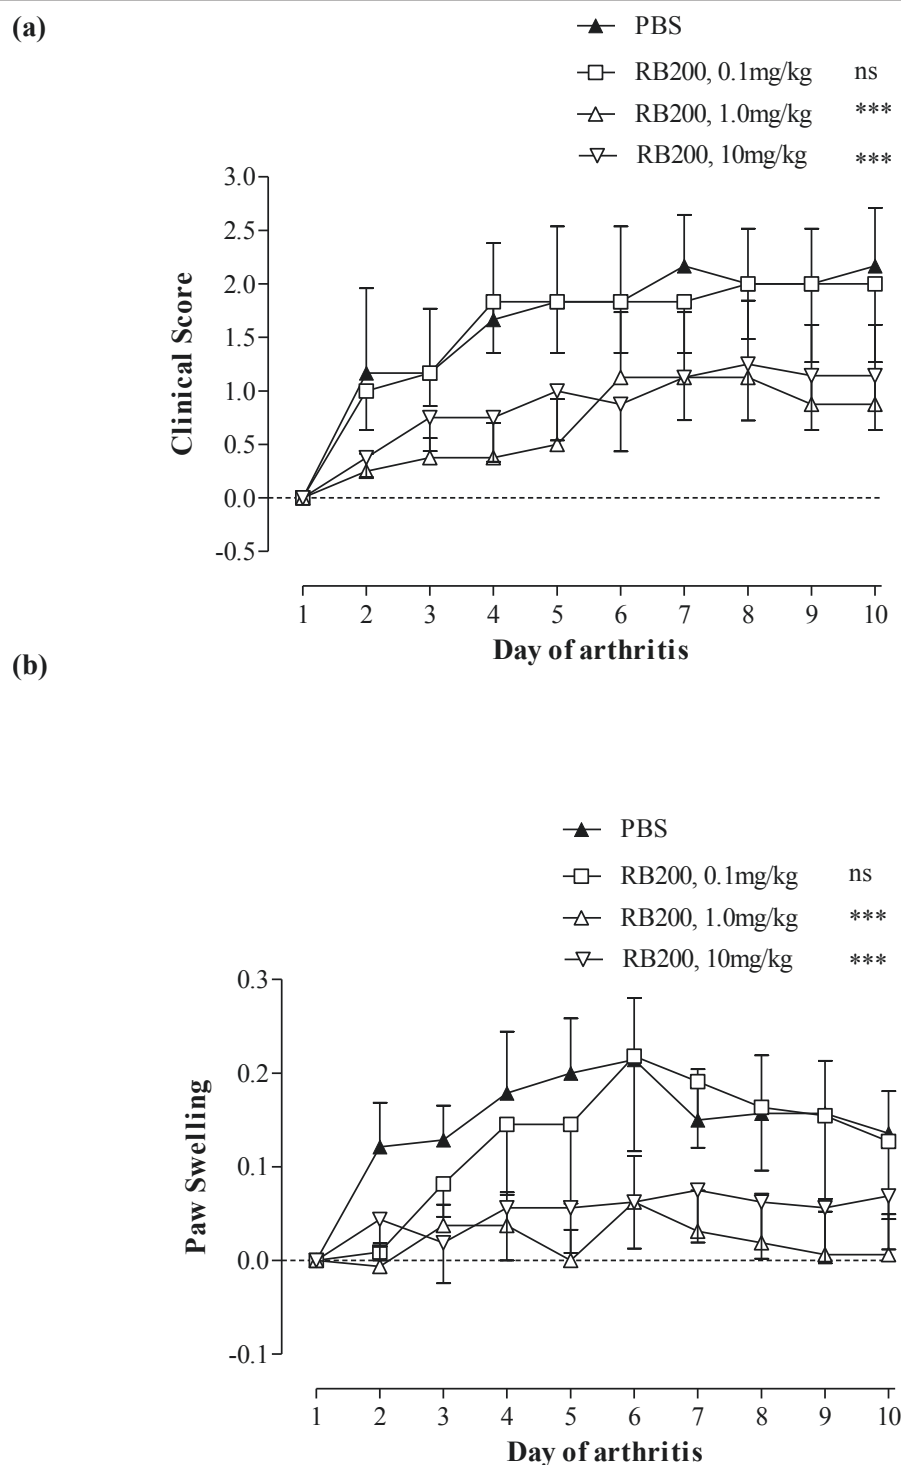 (a)
PBS
RB200, 0.1mg/kg ns
RB200, 1.0mg/kg ***
RB200, 10mg/kg ***
3.0
2.5
2.0
1.5
1.0
0.5
0.0
-0.5
Clinical Score
1 2 3 4 5 6 7 8 9 10
Day of arthritis
(b)
PBS
RB200, 0.1mg/kg ns
RB200, 1.0mg/kg ***
RB200, 10mg/kg ***
0.3
0.2
0.1
0.0
-0.1
Paw Swelling
1 2 3 4 5 6 7 8 9 10
Day of arthritis